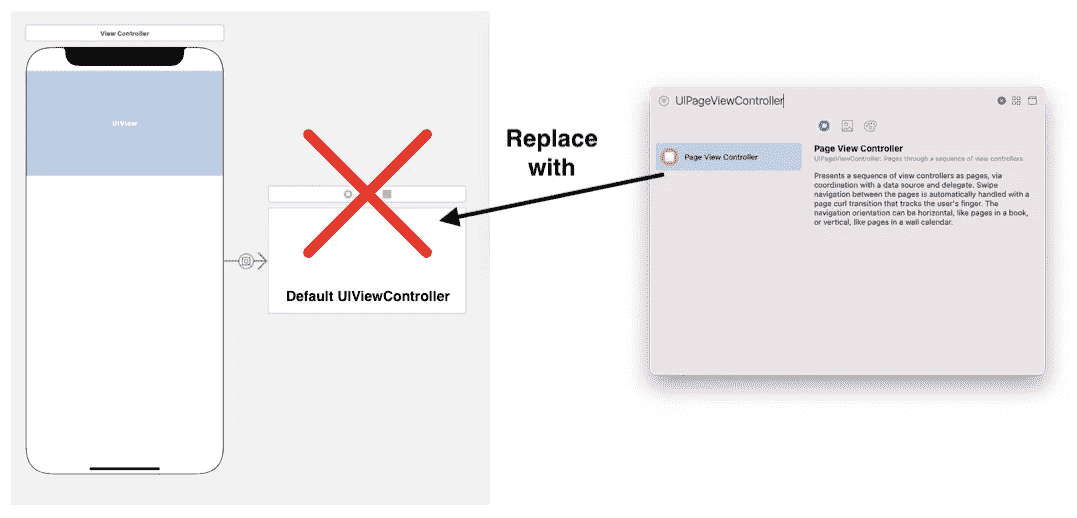 View Controller
UIView
Default UIViewController
Replace
with
UIPageViewController
Page View Controller
Page View Controller
UIPageViewController: Pages through a sequence of view controllers
Presents a sequence of view controllers as pages, via
coordination with a data source and delegate. Swipe
navigation between the pages is automatically handled with a
page curl transition that tracks the user's finger. The
navigation orientation can be horizontal, like pages in a book,
or vertical, like pages in a wall calendar.